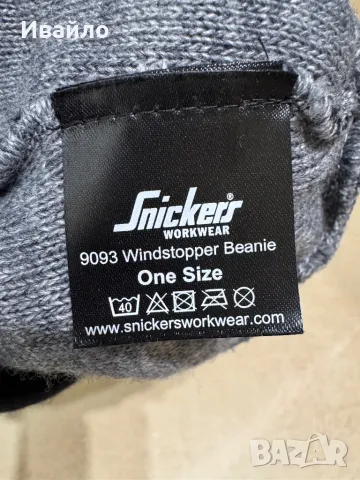 Ивайло
Snickers®
WORKWEAR
9093 Windstopper Beanie
One Size
40
www.snickersworkwear.com
BAZAR